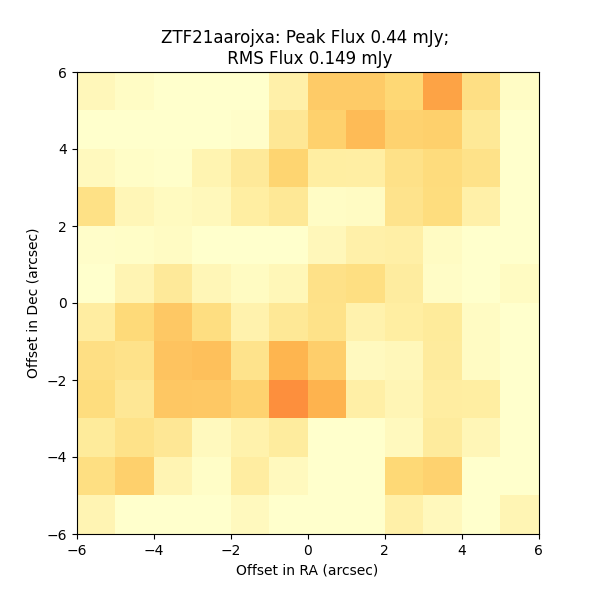 ZTF21aarojxa: Peak Flux 0.44 mJy;
RMS Flux 0.149 mJy
6
4
2
0
−2
−4
−6
Offset in Dec (arcsec)
−6 −4 −2 0 2 4 6
Offset in RA (arcsec)